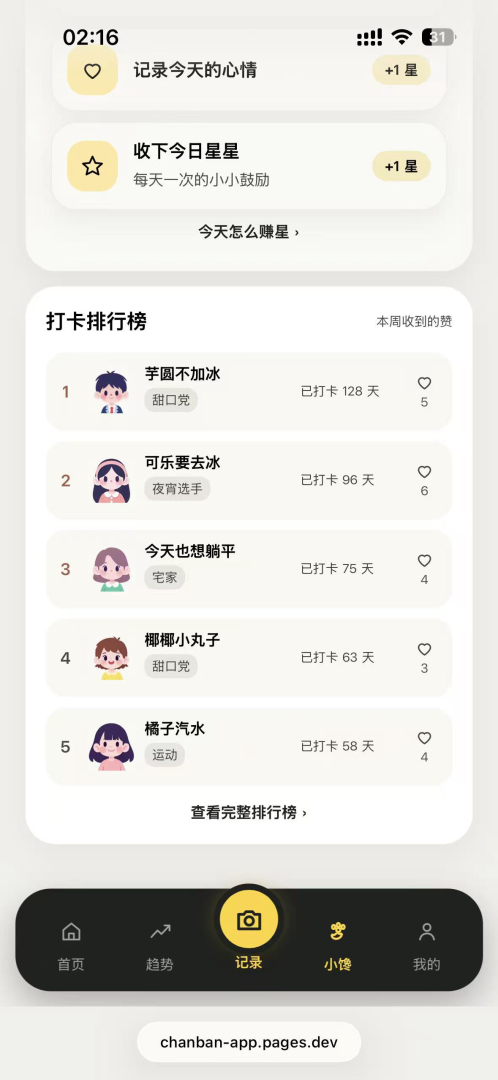 02:16
31
记录今天的心情
+1 星
收下今日星星
每天一次的小小鼓励
+1 星
今天怎么赚星 ›
打卡排行榜
本周收到的赞
1
芋圆不加冰
甜口党
已打卡 128 天
5
2
可乐要去冰
夜宵选手
已打卡 96 天
6
3
今天也想躺平
宅家
已打卡 75 天
4
4
椰椰小丸子
甜口党
已打卡 63 天
3
5
橘子汽水
运动
已打卡 58 天
4
查看完整排行榜 ›
首页
趋势
记录
小馋
我的
chanban-app.pages.dev